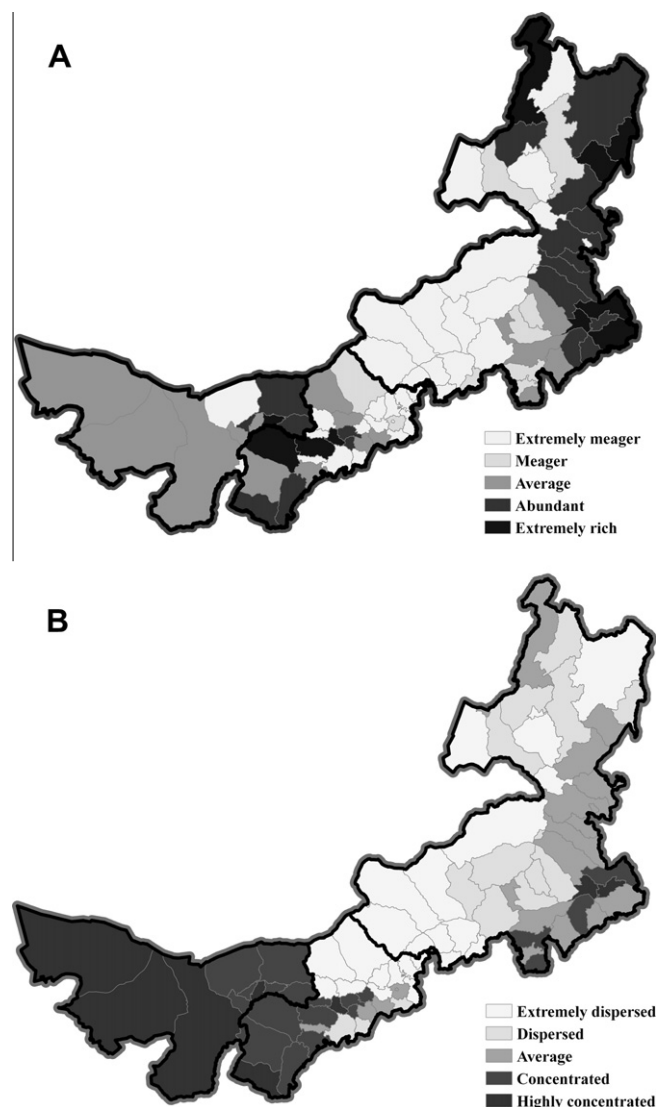 A
Extremely meager
Meager
Average
Abundant
Extremely rich
B
Extremely dispersed
Dispersed
Average
Concentrated
Highly concentrated